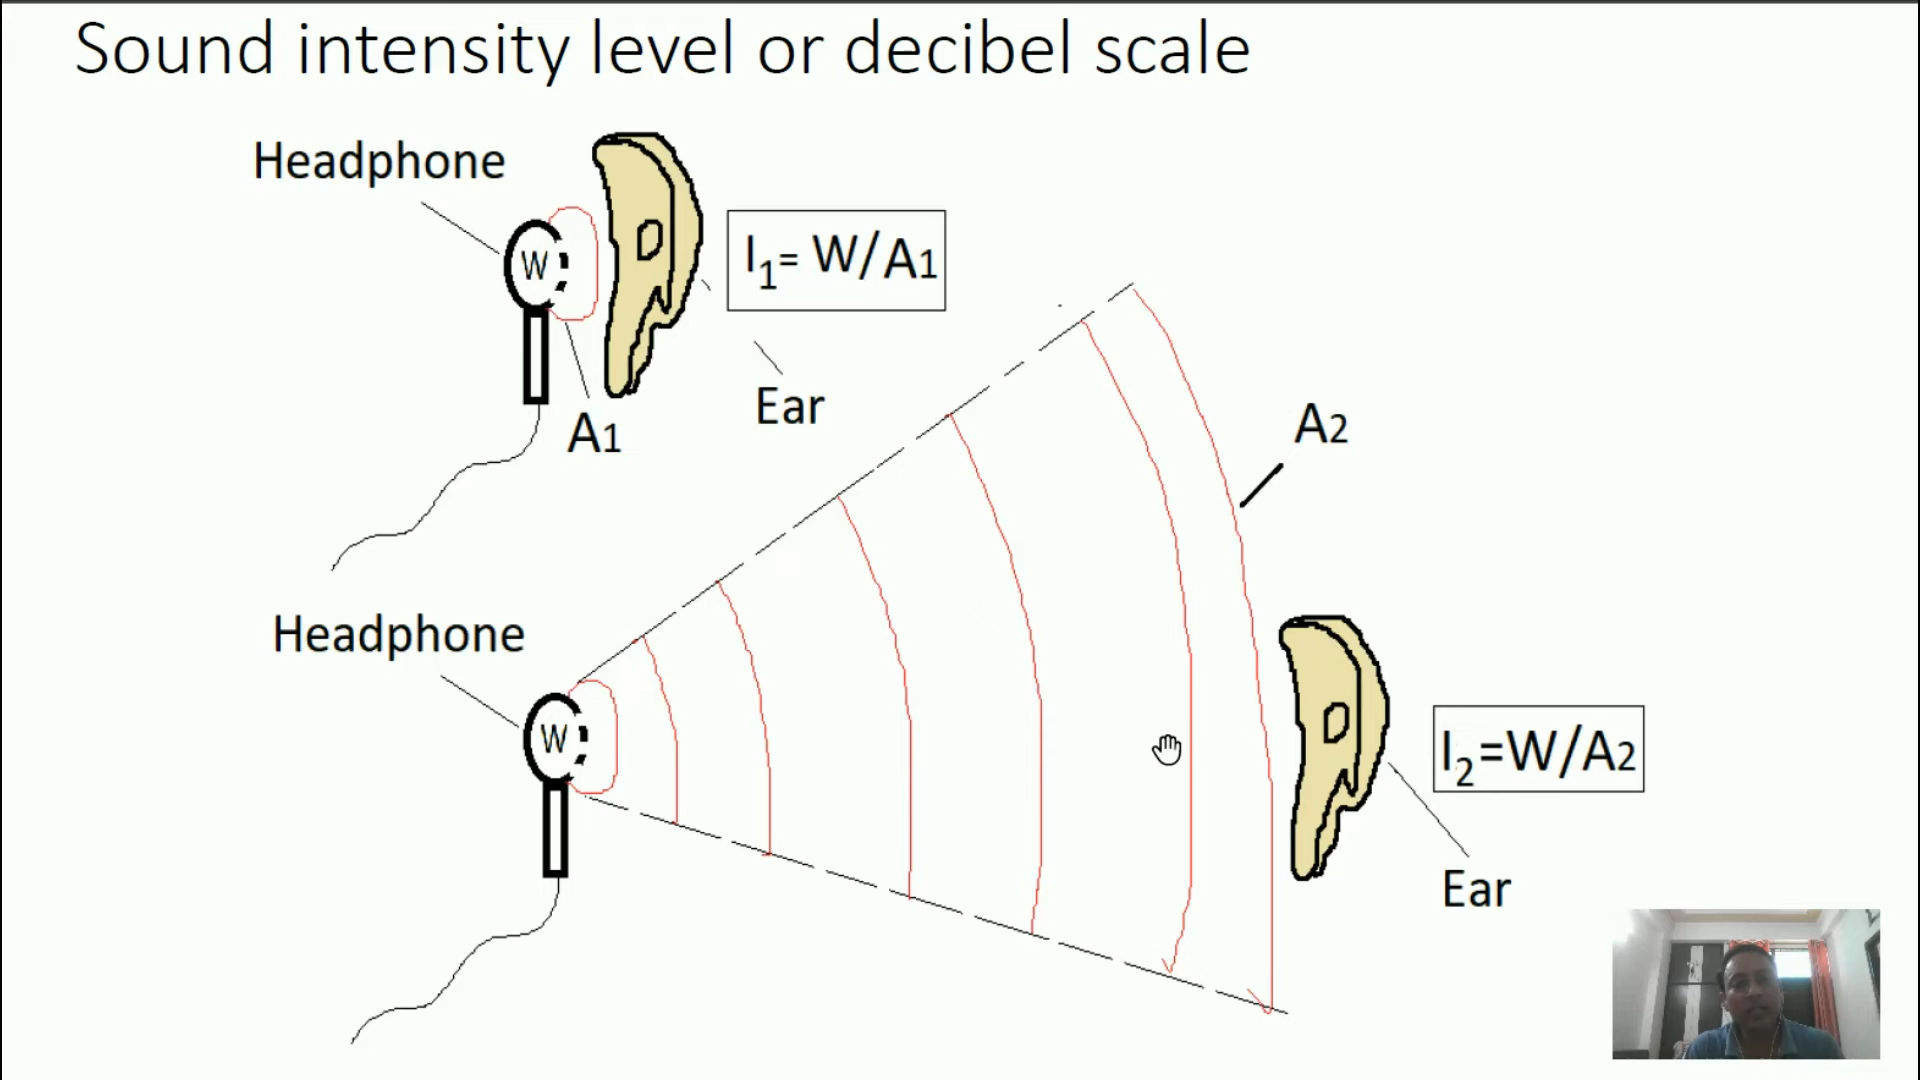 Sound intensity level or decibel scale
Headphone
W
I1= W/A1
Ear
A1
A2
Headphone
W
I2=W/A2
Ear